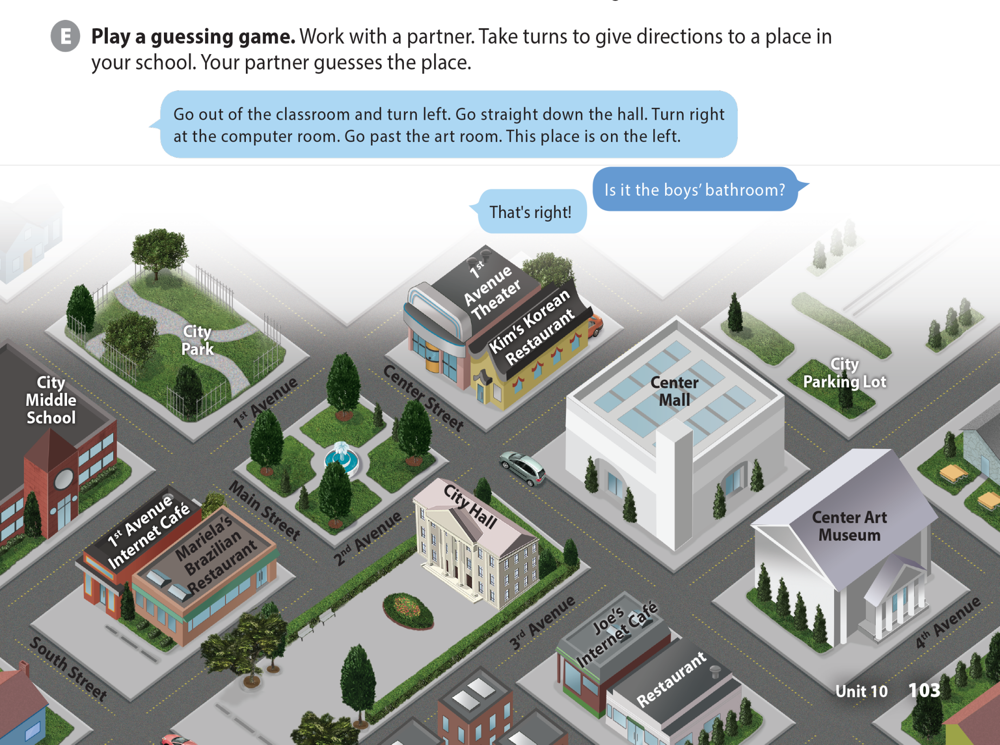 E Play a guessing game. Work with a partner. Take turns to give directions to a place in
your school. Your partner guesses the place.
Go out of the classroom and turn left. Go straight down the hall. Turn right
at the computer room. Go past the art room. This place is on the left.
Is it the boys' bathroom?
That's right!
1st
Avenue
Theater
Kim's Korean
Restaurant
City
Park
City
Parking Lot
Center
Mall
City
Middle
School
1st Avenue
Center Street
Main Street
2nd Avenue
City Hall
1st Avenue
Internet Café
Mariela's
Brazilian
Restaurant
Center Art
Museum
South Street
3rd Avenue
Joe's
Internet Café
Restaurant
4th Avenue
Unit 10 103